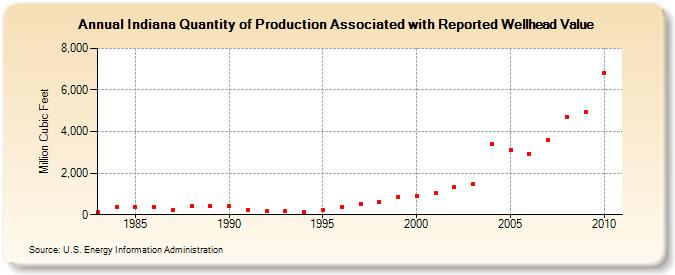 Annual Indiana Quantity of Production Associated with Reported Wellhead Value
Million Cubic Feet
8,000
6,000
4,000
2,000
0
1985 1990 1995 2000 2005 2010
Source: U.S. Energy Information Administration